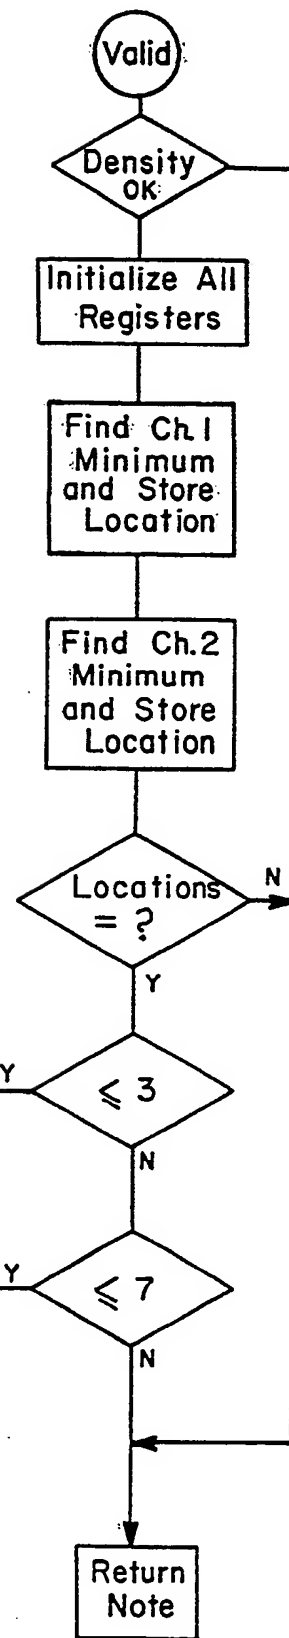 Valid
Density
OK
Initialize All
Registers
Find Ch.1
Minimum
and Store
Location
Find Ch.2
Minimum
and Store
Location
Locations
= ?
N
Y
Y
≤ 3
N
Y
≤ 7
N
Return
Note